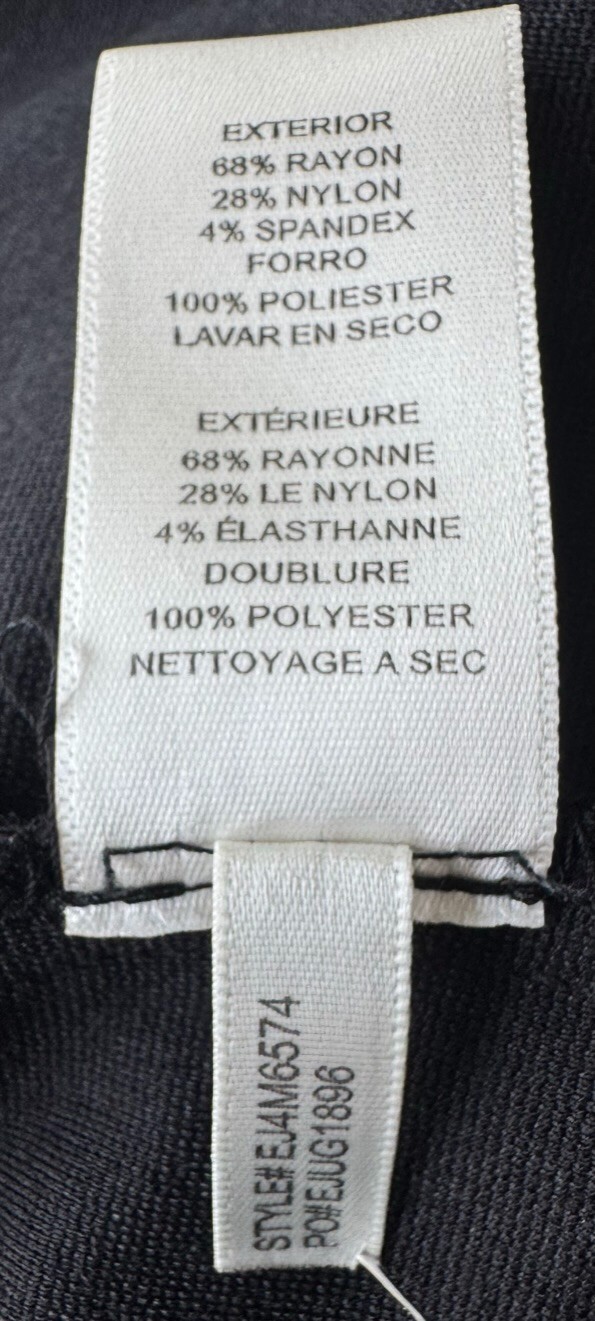 EXTERIOR
68% RAYON
28% NYLON
4% SPANDEX
FORRO
100% POLIESTER
LAVAR EN SECO
EXTÉRIEURE
68% RAYONNE
28% LE NYLON
4% ÉLASTHANNE
DOUBLURE
100% POLYESTER
NETTOYAGE A SEC
STYLE# EJ4M6574
PO#EJUG1896